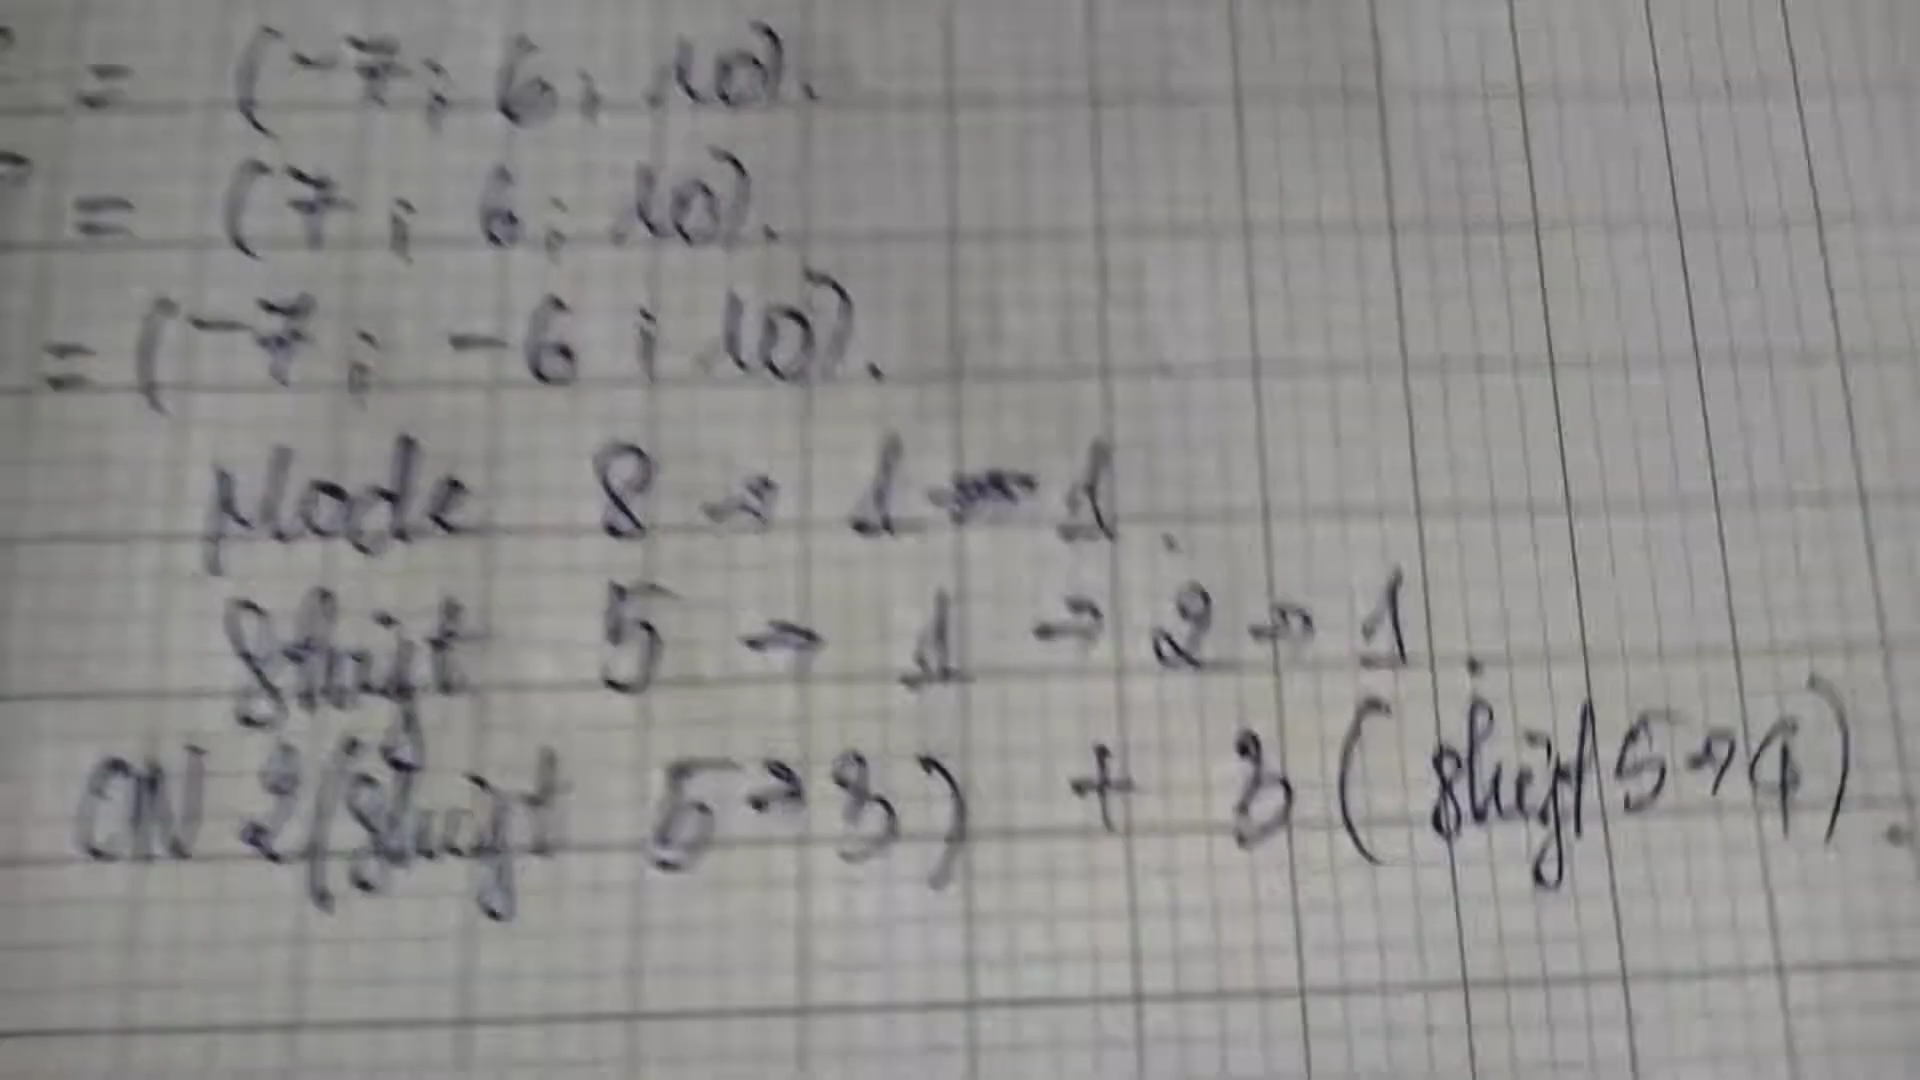 = (-7; 6; 10).
= (7; 6; 10).
= (-7; -6; 10).
Mode 8 → 1 → 1.
Shift 5 → 1 → 2 → 1.
ON 2(Shift 5 → 3) + 3 (Shift 5 → 4).